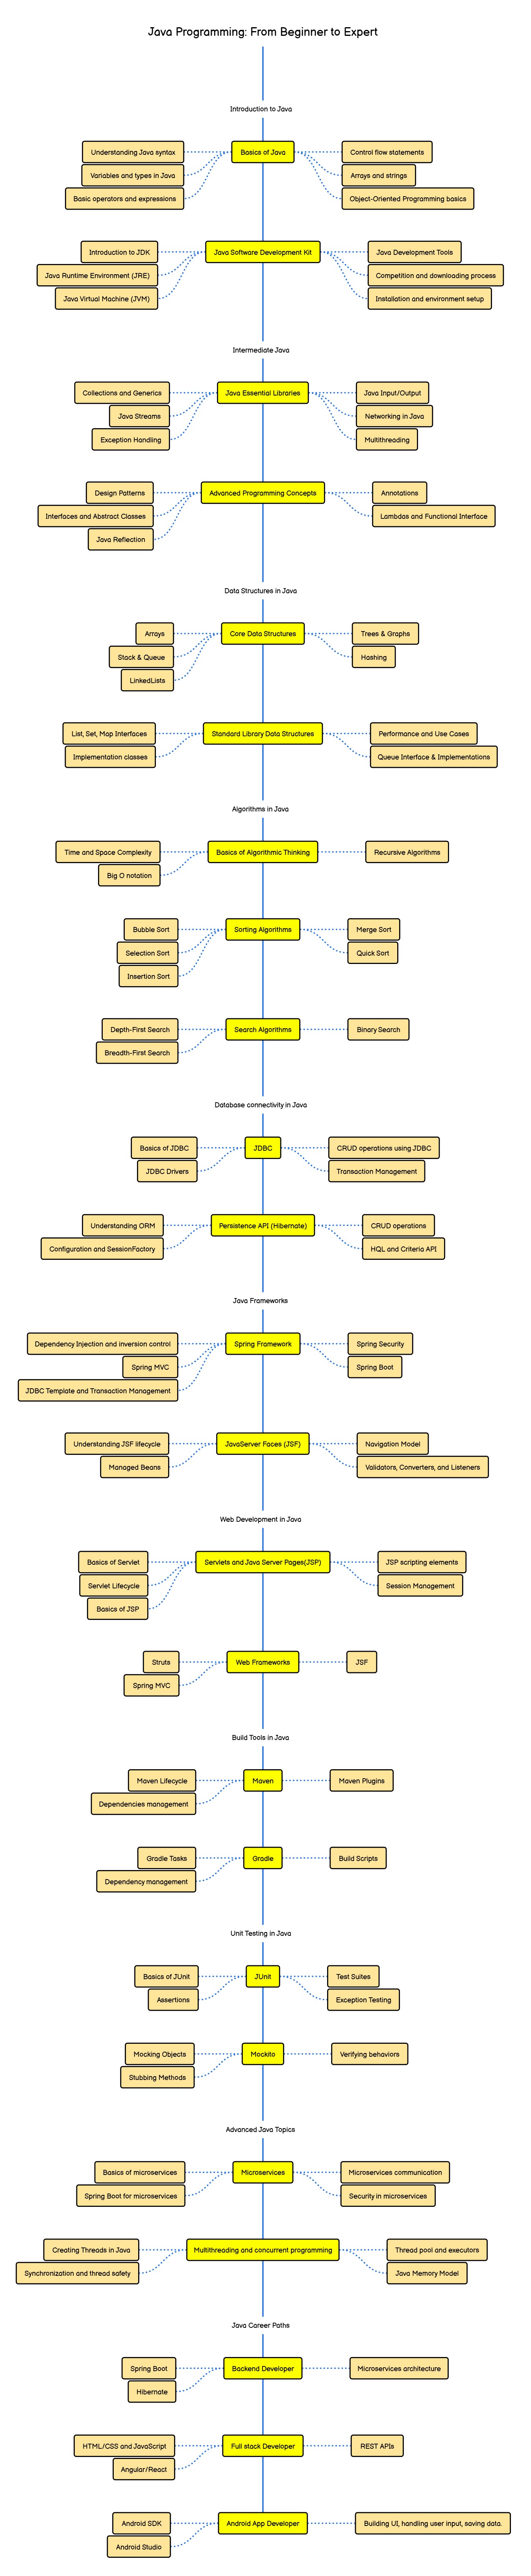 Java Programming: From Beginner to Expert
Introduction to Java
Basics of Java
Understanding Java syntax
Variables and types in Java
Basic operators and expressions
Control flow statements
Arrays and strings
Object-Oriented Programming basics
Java Software Development Kit
Introduction to JDK
Java Runtime Environment (JRE)
Java Virtual Machine (JVM)
Java Development Tools
Competition and downloading process
Installation and environment setup
Intermediate Java
Java Essential Libraries
Collections and Generics
Java Streams
Exception Handling
Java Input/Output
Networking in Java
Multithreading
Advanced Programming Concepts
Design Patterns
Interfaces and Abstract Classes
Java Reflection
Annotations
Lambdas and Functional Interface
Data Structures in Java
Core Data Structures
Arrays
Stack & Queue
LinkedLists
Trees & Graphs
Hashing
Standard Library Data Structures
List, Set, Map Interfaces
Implementation classes
Performance and Use Cases
Queue Interface & Implementations
Algorithms in Java
Basics of Algorithmic Thinking
Time and Space Complexity
Big O notation
Recursive Algorithms
Sorting Algorithms
Bubble Sort
Selection Sort
Insertion Sort
Merge Sort
Quick Sort
Search Algorithms
Depth-First Search
Breadth-First Search
Binary Search
Database connectivity in Java
JDBC
Basics of JDBC
JDBC Drivers
CRUD operations using JDBC
Transaction Management
Persistence API (Hibernate)
Understanding ORM
Configuration and SessionFactory
CRUD operations
HQL and Criteria API
Java Frameworks
Spring Framework
Dependency Injection and inversion control
Spring MVC
JDBC Template and Transaction Management
Spring Security
Spring Boot
JavaServer Faces (JSF)
Understanding JSF lifecycle
Managed Beans
Navigation Model
Validators, Converters, and Listeners
Web Development in Java
Servlets and Java Server Pages(JSP)
Basics of Servlet
Servlet Lifecycle
Basics of JSP
JSP scripting elements
Session Management
Web Frameworks
Struts
Spring MVC
JSF
Build Tools in Java
Maven
Maven Lifecycle
Dependencies management
Maven Plugins
Gradle
Gradle Tasks
Dependency management
Build Scripts
Unit Testing in Java
JUnit
Basics of JUnit
Assertions
Test Suites
Exception Testing
Mockito
Mocking Objects
Stubbing Methods
Verifying behaviors
Advanced Java Topics
Microservices
Basics of microservices
Spring Boot for microservices
Microservices communication
Security in microservices
Multithreading and concurrent programming
Creating Threads in Java
Synchronization and thread safety
Thread pool and executors
Java Memory Model
Java Career Paths
Backend Developer
Spring Boot
Hibernate
Microservices architecture
Full stack Developer
HTML/CSS and JavaScript
Angular/React
REST APIs
Android App Developer
Android SDK
Android Studio
Building UI, handling user input, saving data.